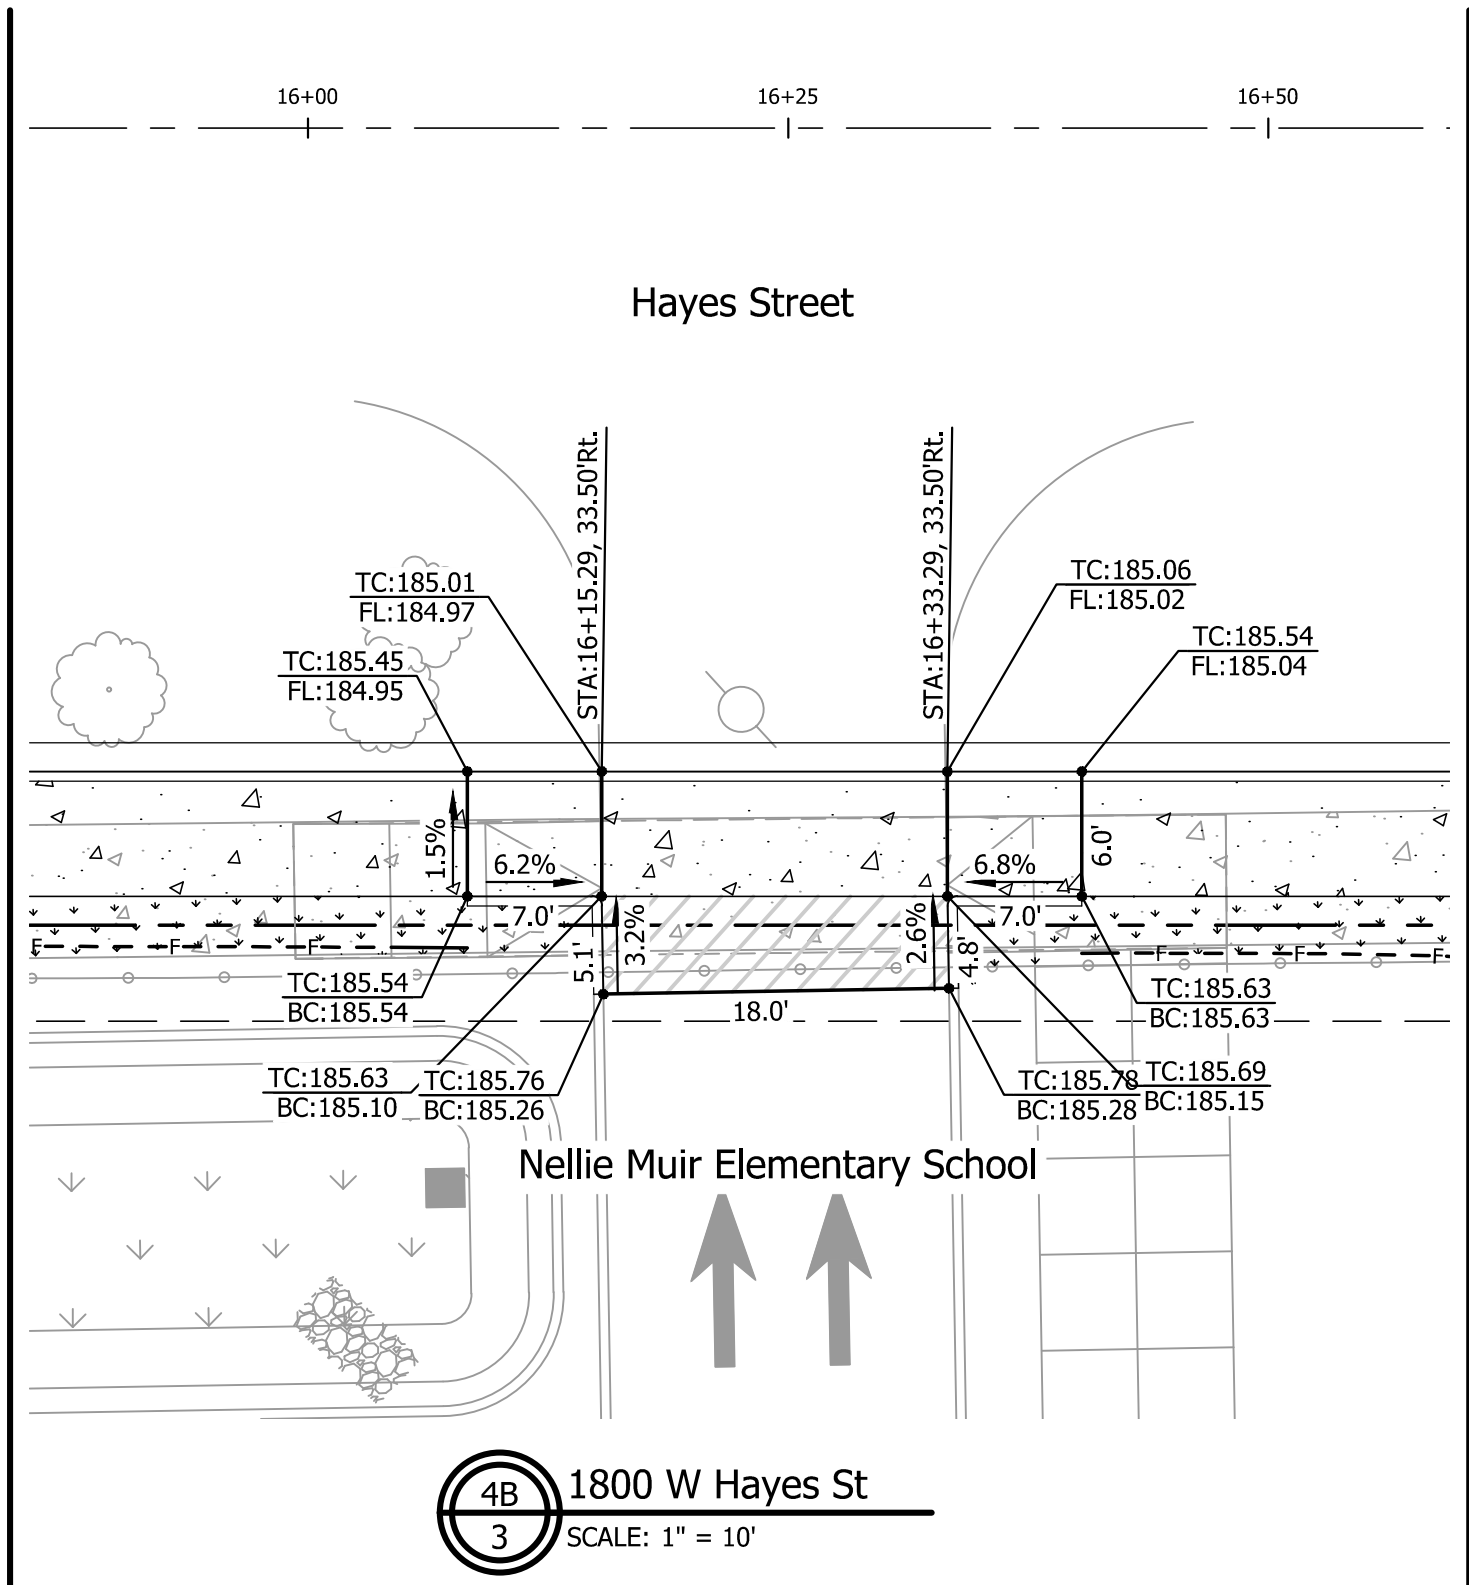 16+00
16+25
16+50
Hayes Street
STA:16+15.29, 33.50'Rt.
STA:16+33.29, 33.50'Rt.
TC:185.01
FL:184.97
TC:185.06
FL:185.02
TC:185.45
FL:184.95
TC:185.54
FL:185.04
1.5%
6.2%
6.8%
6.0'
7.0'
7.0'
5.1'
3.2%
2.6%
4.8'
F
F
F
F
F
F
18.0'
TC:185.54
BC:185.54
TC:185.63
BC:185.63
TC:185.63
BC:185.10
TC:185.76
BC:185.26
TC:185.78
BC:185.28
TC:185.69
BC:185.15
Nellie Muir Elementary School
4B
3
1800 W Hayes St
SCALE: 1" = 10'